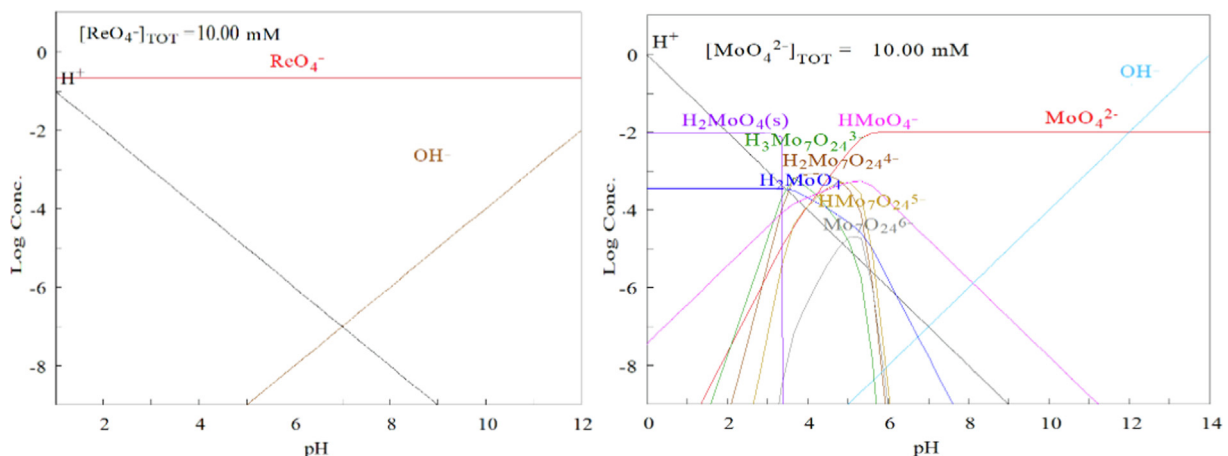 [ReO₄⁻]TOT =10.00 mM
ReO₄⁻
H⁺
OH⁻
Log Conc.
0
-2
-4
-6
-8
2
4
6
8
10
12
pH
H⁺
[MoO₄²⁻]TOT = 10.00 mM
OH⁻
H₂MoO₄(s)
HMoO₄⁻
MoO₄²⁻
H₃Mo₇O₂₄³⁻
H₂Mo₇O₂₄⁴⁻
H₂MoO₄
HMo₇O₂₄⁵⁻
Mo₇O₂₄⁶⁻
Log Conc.
0
-2
-4
-6
-8
0
2
4
6
8
10
12
14
pH